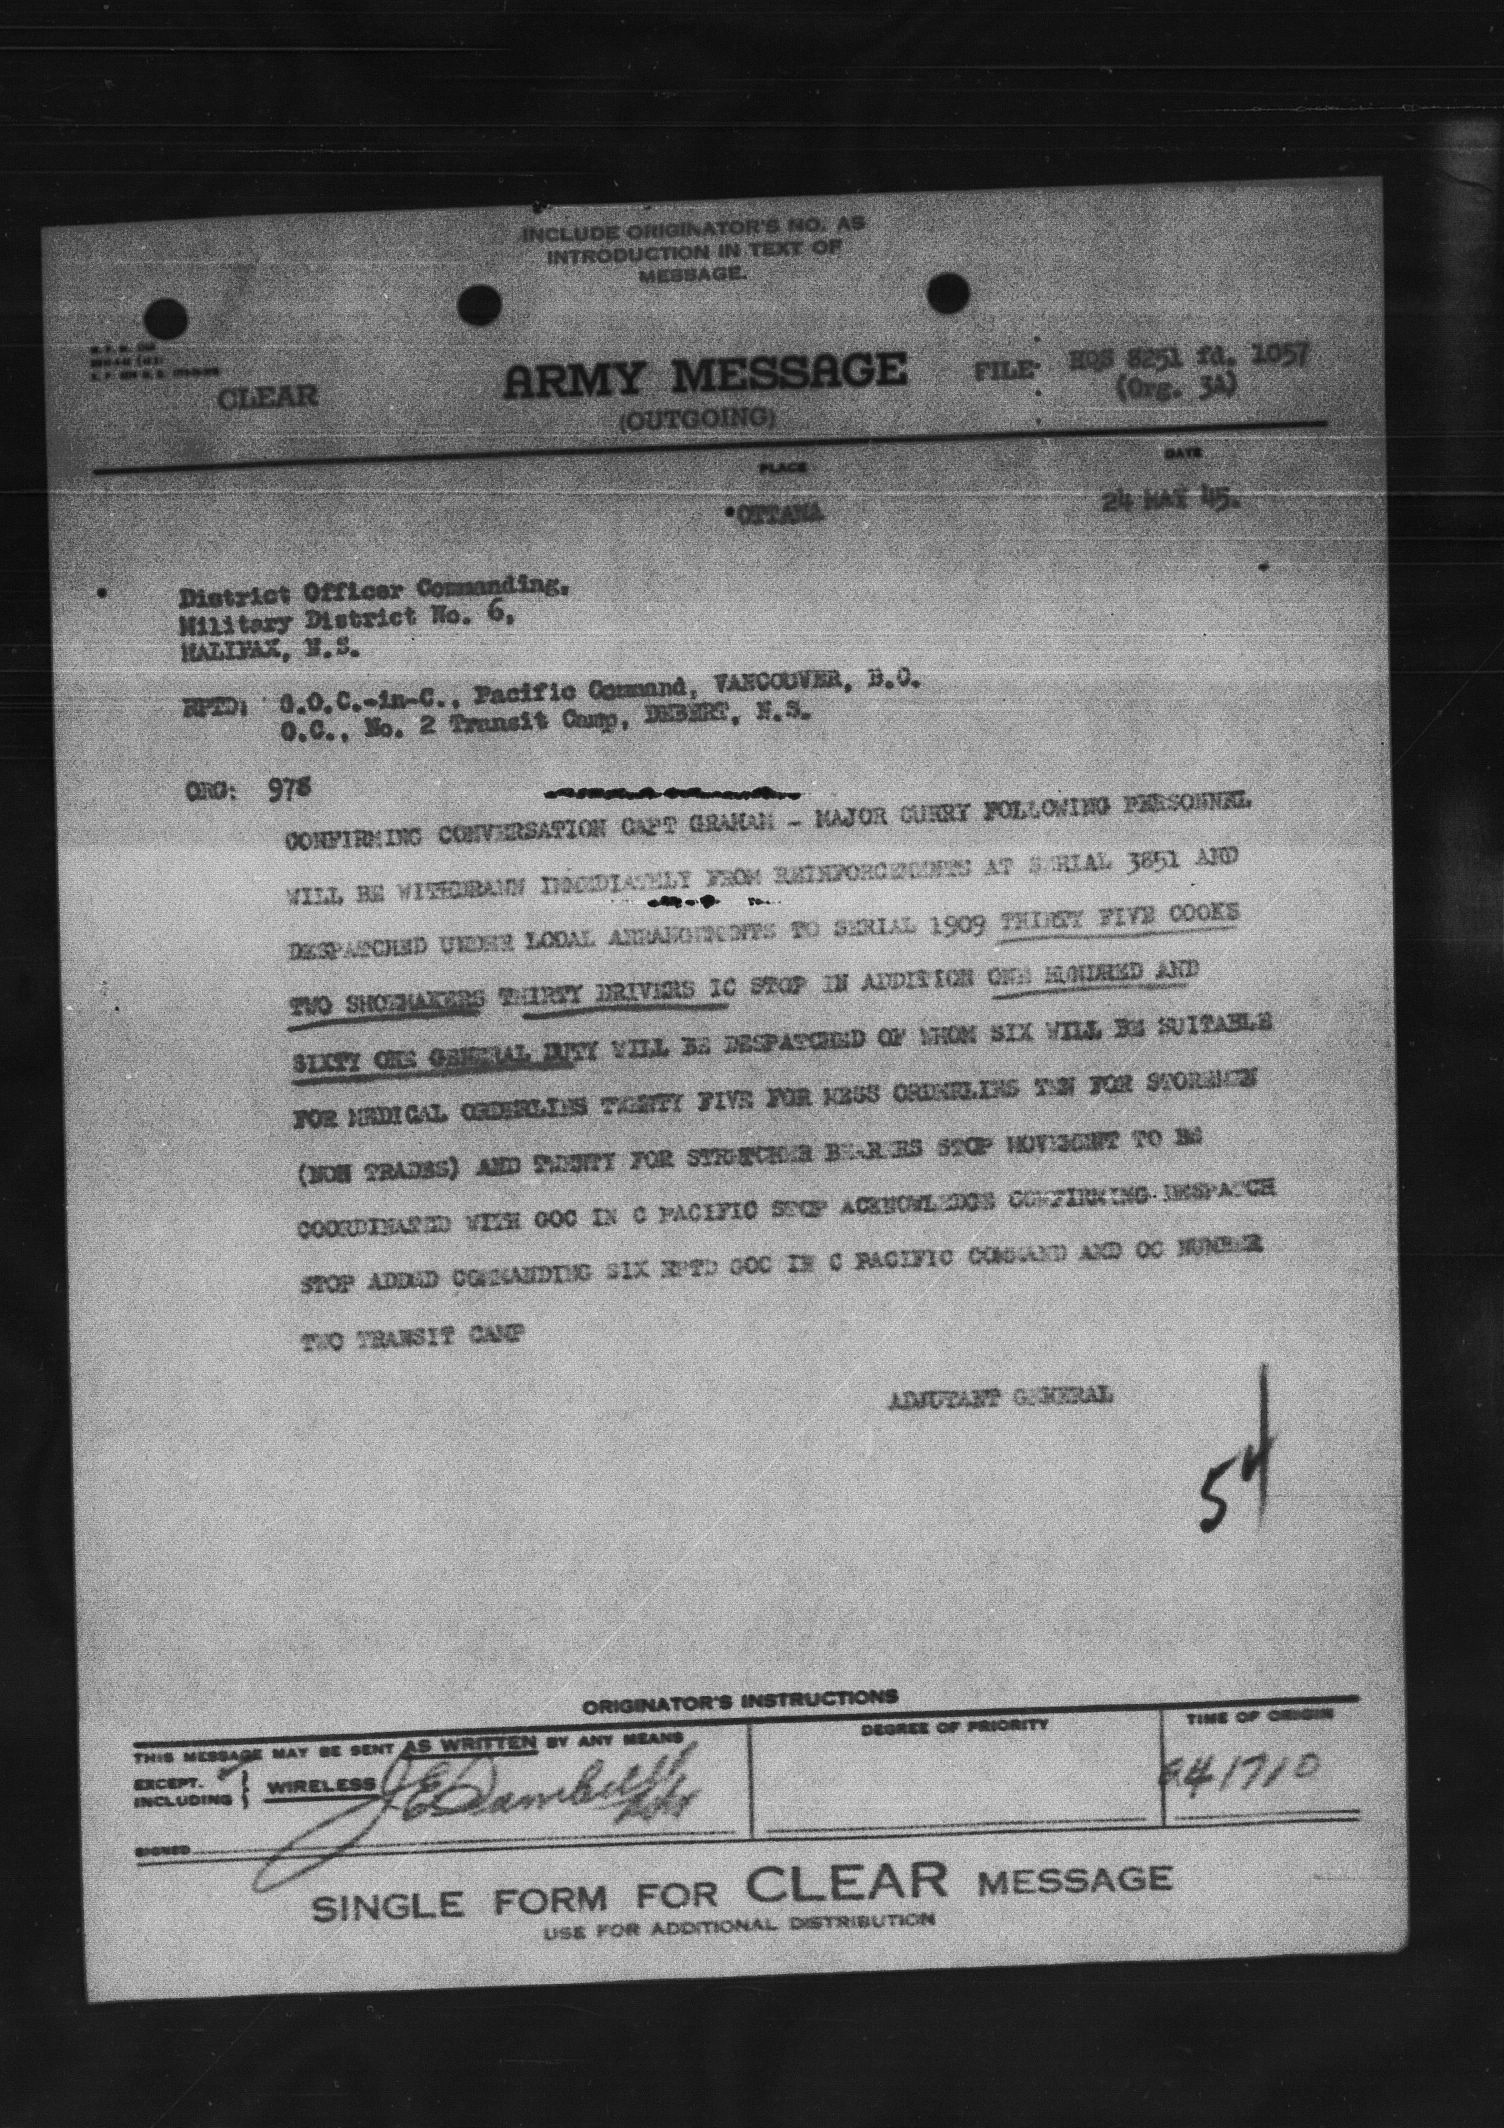 INCLUDE ORIGINATOR'S NO. AS
INTRODUCTION IN TEXT OF
MESSAGE.
CLEAR
ARMY MESSAGE
(OUTGOING)
FILE
HQS 8251 fd. 1057
(Org. 3A)
PLACE
DATE
OTTAWA
24 MAY 45.
District Officer Commanding,
Military District No. 6,
HALIFAX, N.S.
RPTD: G.O.C.-in-C., Pacific Command, VANCOUVER, B.C.
O.C., No. 2 Transit Camp, DEBERT, N.S.
ORG: 978
CONFIRMING CONVERSATION CAPT GRAHAM - MAJOR CURRY FOLLOWING PERSONNEL
WILL BE WITHDRAWN IMMEDIATELY FROM REINFORCEMENTS AT SERIAL 3851 AND
DESPATCHED UNDER LOCAL ARRANGEMENTS TO SERIAL 1909 THIRTY FIVE COOKS
TWO SHOEMAKERS THIRTY DRIVERS IC STOP IN ADDITION ONE HUNDRED AND
SIXTY ONE GENERAL DUTY WILL BE DESPATCHED OF WHOM SIX WILL BE SUITABLE
FOR MEDICAL ORDERLIES TWENTY FIVE FOR MESS ORDERLIES TEN FOR STOREMEN
(NON TRADES) AND TWENTY FOR STRETCHER BEARERS STOP MOVEMENT TO BE
COORDINATED WITH GOC IN C PACIFIC STOP ACKNOWLEDGE CONFIRMING DESPATCH
STOP ADDED COMMANDING SIX RPTD GOC IN C PACIFIC COMMAND AND OC NUMBER
TWO TRANSIT CAMP
ADJUTANT GENERAL
54
ORIGINATOR'S INSTRUCTIONS
THIS MESSAGE MAY BE SENT AS WRITTEN BY ANY MEANS
DEGREE OF PRIORITY
TIME OF ORIGIN
EXCEPT.
INCLUDING } WIRELESS
241710
SIGNED
SINGLE FORM FOR CLEAR MESSAGE
USE FOR ADDITIONAL DISTRIBUTION